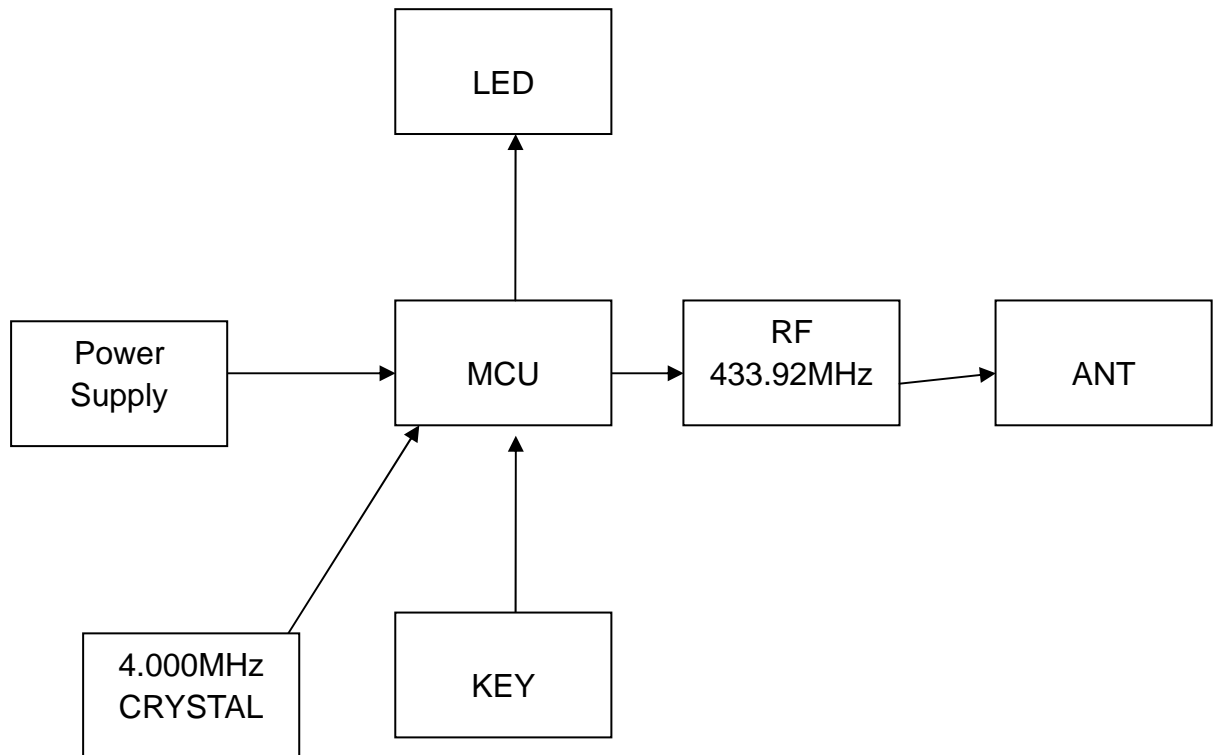 LED
Power
Supply
MCU
RF
433.92MHz
ANT
4.000MHz
CRYSTAL
KEY